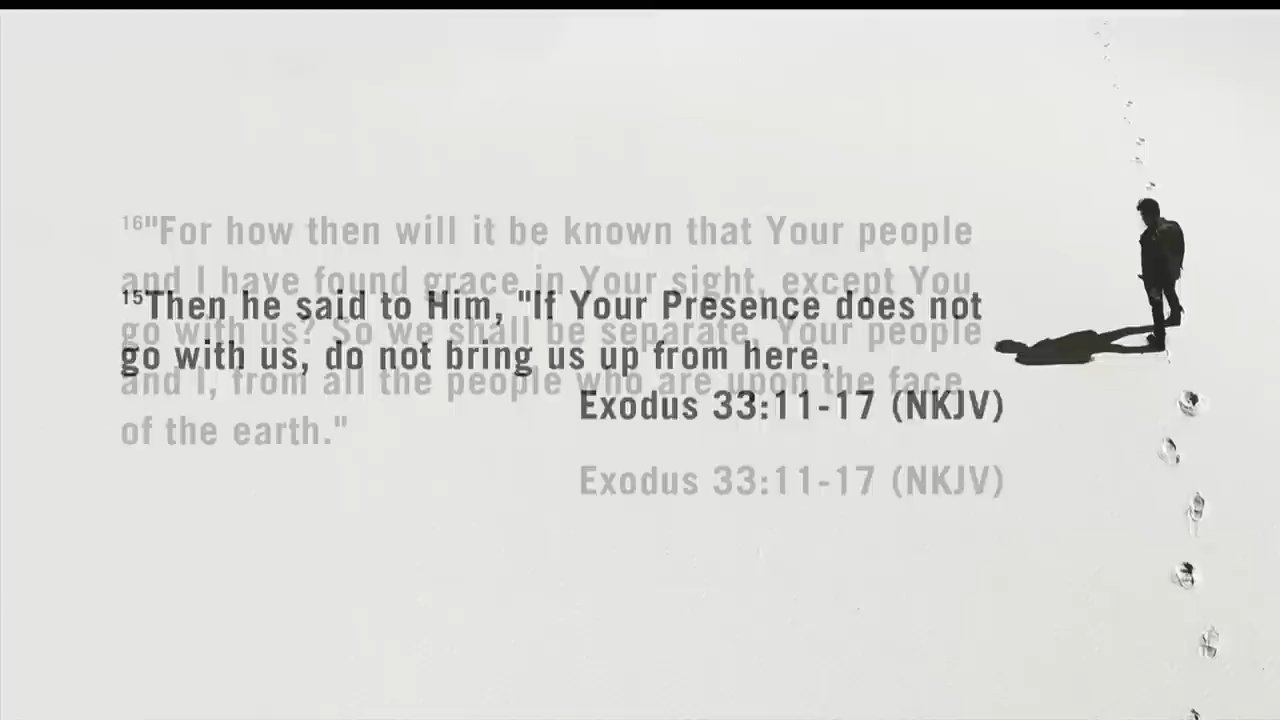 ¹⁶"For how then will it be known that Your people
and I have found grace in Your sight, except You
go with us? So we shall be separate, Your people
and I, from all the people who are upon the face
of the earth."
Exodus 33:11-17 (NKJV)
¹⁵Then he said to Him, "If Your Presence does not
go with us, do not bring us up from here.
Exodus 33:11-17 (NKJV)